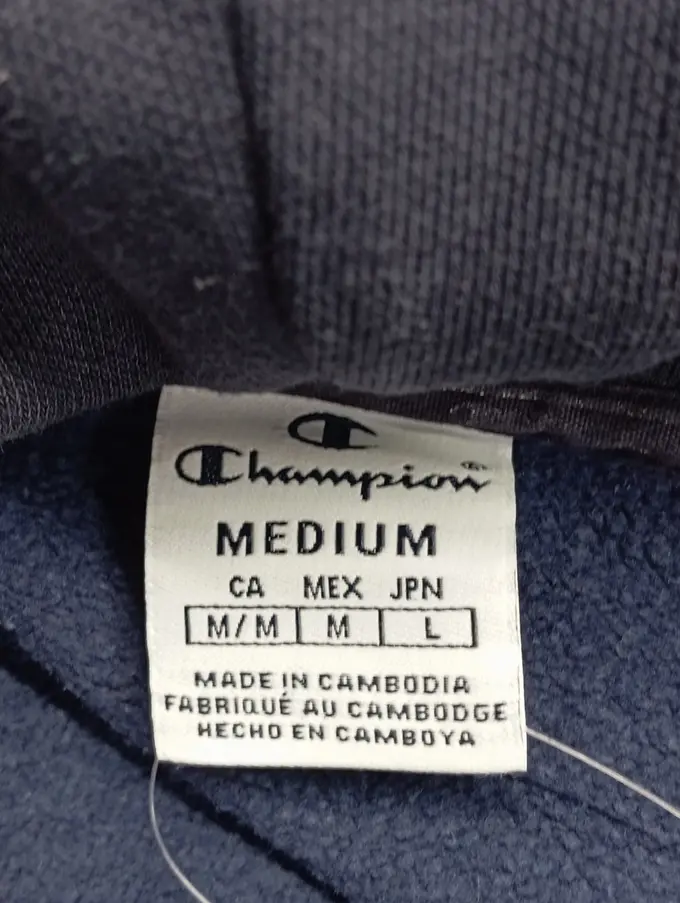 Champion®
MEDIUM
CA MEX JPN
M/M M L
MADE IN CAMBODIA
FABRIQUÉ AU CAMBODGE
HECHO EN CAMBOYA